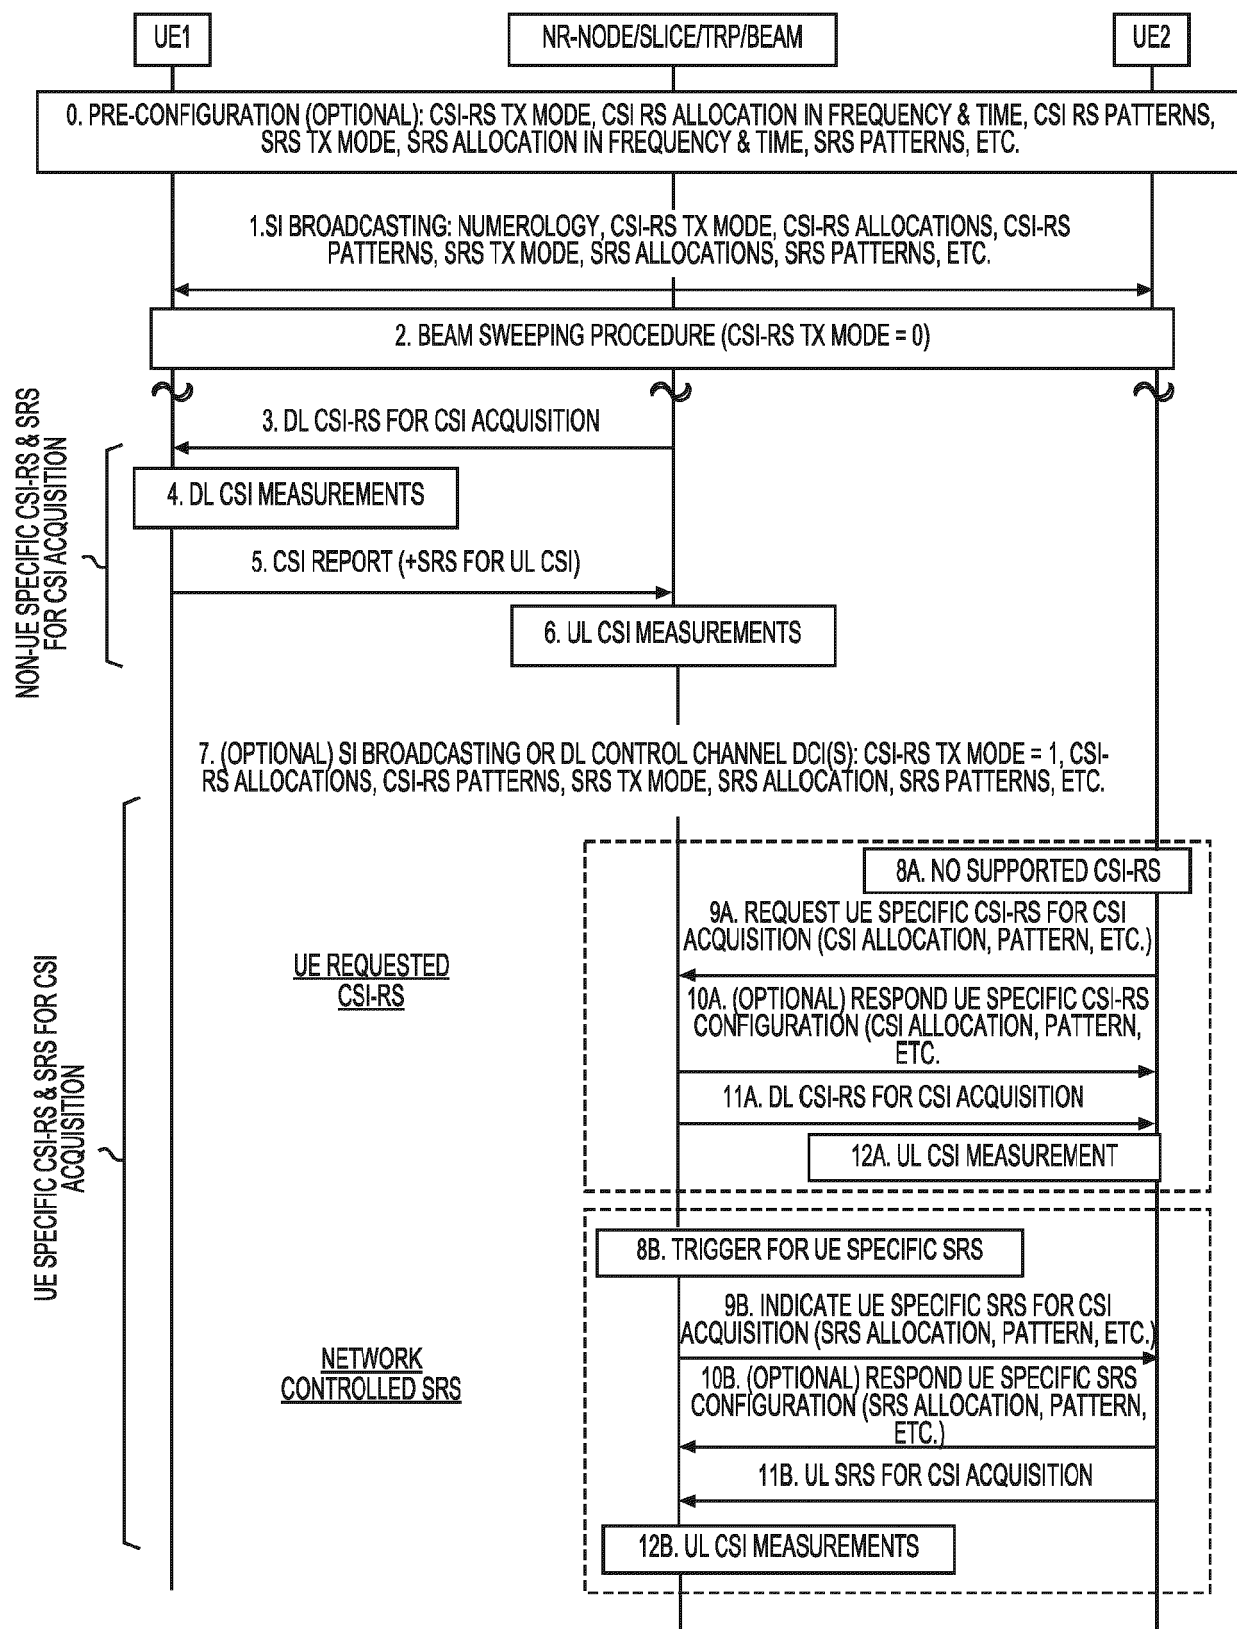 UE1
NR-NODE/SLICE/TRP/BEAM
UE2
0. PRE-CONFIGURATION (OPTIONAL): CSI-RS TX MODE, CSI RS ALLOCATION IN FREQUENCY & TIME, CSI RS PATTERNS,
SRS TX MODE, SRS ALLOCATION IN FREQUENCY & TIME, SRS PATTERNS, ETC.
1.SI BROADCASTING: NUMEROLOGY, CSI-RS TX MODE, CSI-RS ALLOCATIONS, CSI-RS
PATTERNS, SRS TX MODE, SRS ALLOCATIONS, SRS PATTERNS, ETC.
2. BEAM SWEEPING PROCEDURE (CSI-RS TX MODE = 0)
NON-UE SPECIFIC CSI-RS & SRS
FOR CSI ACQUISITION
3. DL CSI-RS FOR CSI ACQUISITION
4. DL CSI MEASUREMENTS
5. CSI REPORT (+SRS FOR UL CSI)
6. UL CSI MEASUREMENTS
7. (OPTIONAL) SI BROADCASTING OR DL CONTROL CHANNEL DCI(S): CSI-RS TX MODE = 1, CSI-
RS ALLOCATIONS, CSI-RS PATTERNS, SRS TX MODE, SRS ALLOCATION, SRS PATTERNS, ETC.
UE SPECIFIC CSI-RS & SRS FOR CSI
ACQUISITION
UE REQUESTED
CSI-RS
8A. NO SUPPORTED CSI-RS
9A. REQUEST UE SPECIFIC CSI-RS FOR CSI
ACQUISITION (CSI ALLOCATION, PATTERN, ETC.)
10A. (OPTIONAL) RESPOND UE SPECIFIC CSI-RS
CONFIGURATION (CSI ALLOCATION, PATTERN,
ETC.
11A. DL CSI-RS FOR CSI ACQUISITION
12A. UL CSI MEASUREMENT
NETWORK
CONTROLLED SRS
8B. TRIGGER FOR UE SPECIFIC SRS
9B. INDICATE UE SPECIFIC SRS FOR CSI
ACQUISITION (SRS ALLOCATION, PATTERN, ETC.)
10B. (OPTIONAL) RESPOND UE SPECIFIC SRS
CONFIGURATION (SRS ALLOCATION, PATTERN,
ETC.)
11B. UL SRS FOR CSI ACQUISITION
12B. UL CSI MEASUREMENTS